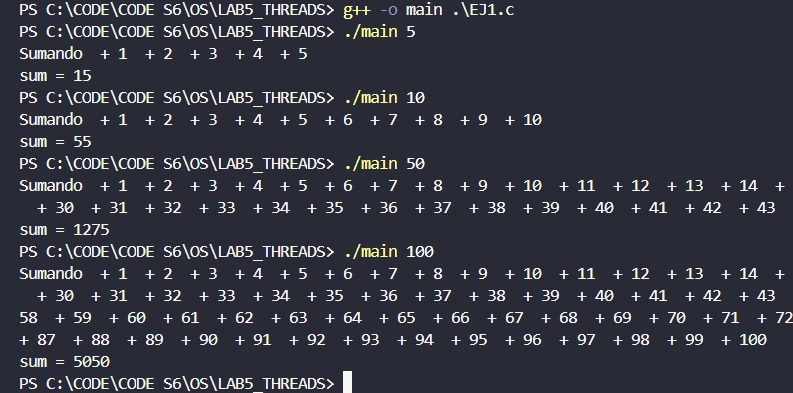 PS C:\CODE\CODE S6\OS\LAB5_THREADS> g++ -o main .\EJ1.c
PS C:\CODE\CODE S6\OS\LAB5_THREADS> ./main 5
Sumando  + 1  + 2  + 3  + 4  + 5
sum = 15
PS C:\CODE\CODE S6\OS\LAB5_THREADS> ./main 10
Sumando  + 1  + 2  + 3  + 4  + 5  + 6  + 7  + 8  + 9  + 10
sum = 55
PS C:\CODE\CODE S6\OS\LAB5_THREADS> ./main 50
Sumando  + 1  + 2  + 3  + 4  + 5  + 6  + 7  + 8  + 9  + 10  + 11  + 12  + 13  + 14  +
+ 30  + 31  + 32  + 33  + 34  + 35  + 36  + 37  + 38  + 39  + 40  + 41  + 42  + 43
sum = 1275
PS C:\CODE\CODE S6\OS\LAB5_THREADS> ./main 100
Sumando  + 1  + 2  + 3  + 4  + 5  + 6  + 7  + 8  + 9  + 10  + 11  + 12  + 13  + 14  +
+ 30  + 31  + 32  + 33  + 34  + 35  + 36  + 37  + 38  + 39  + 40  + 41  + 42  + 43
58  + 59  + 60  + 61  + 62  + 63  + 64  + 65  + 66  + 67  + 68  + 69  + 70  + 71  + 72
+ 87  + 88  + 89  + 90  + 91  + 92  + 93  + 94  + 95  + 96  + 97  + 98  + 99  + 100
sum = 5050
PS C:\CODE\CODE S6\OS\LAB5_THREADS>